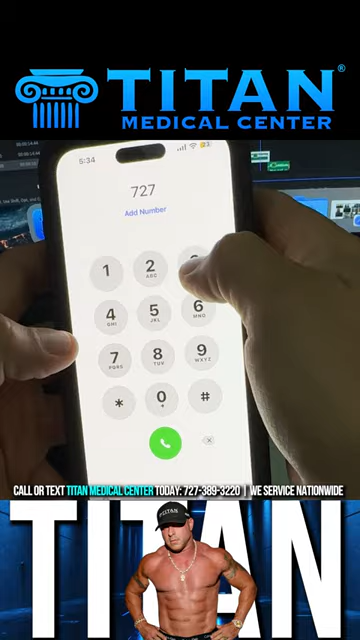 TITAN®
MEDICAL CENTER
5:34
727
Add Number
1 2 ABC
4 GHI 5 JKL 6 MNO
7 PQRS 8 TUV 9 WXYZ
* 0 #
CALL OR TEXT TITAN MEDICAL CENTER TODAY: 727-389-3220 | WE SERVICE NATIONWIDE
TITAN
TITAN